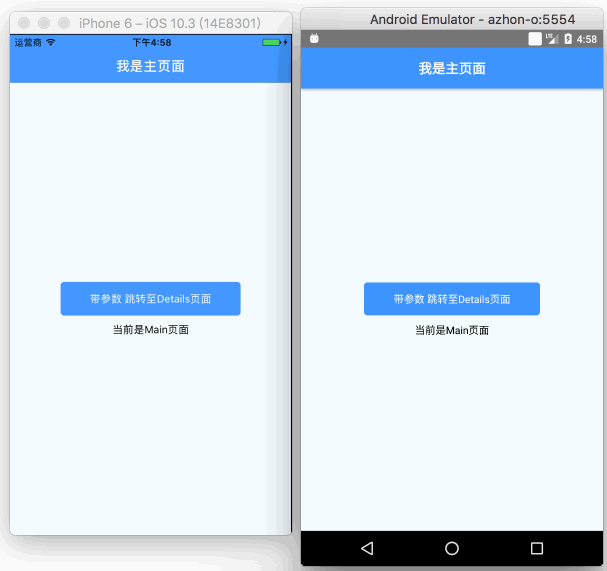 iPhone 6 – iOS 10.3 (14E8301)
运营商 下午4:58
我是主页面
带参数 跳转至Details页面
当前是Main页面
Android Emulator - azhon-o:5554
LTE 4:58
我是主页面
带参数 跳转至Details页面
当前是Main页面